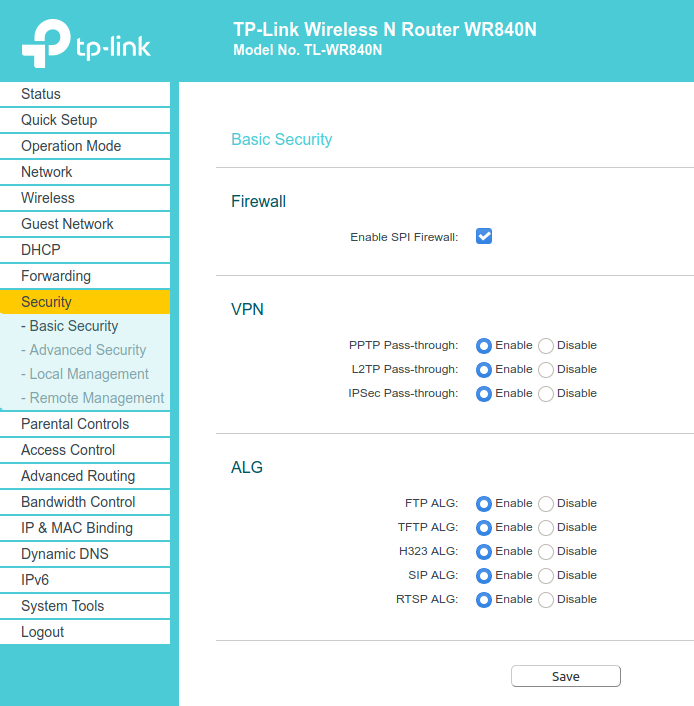 tp-link
TP-Link Wireless N Router WR840N
Model No. TL-WR840N
Status
Quick Setup
Operation Mode
Network
Wireless
Guest Network
DHCP
Forwarding
Security
- Basic Security
- Advanced Security
- Local Management
- Remote Management
Parental Controls
Access Control
Advanced Routing
Bandwidth Control
IP & MAC Binding
Dynamic DNS
IPv6
System Tools
Logout
Basic Security
Firewall
Enable SPI Firewall:
VPN
PPTP Pass-through: Enable Disable
L2TP Pass-through: Enable Disable
IPSec Pass-through: Enable Disable
ALG
FTP ALG: Enable Disable
TFTP ALG: Enable Disable
H323 ALG: Enable Disable
SIP ALG: Enable Disable
RTSP ALG: Enable Disable
Save